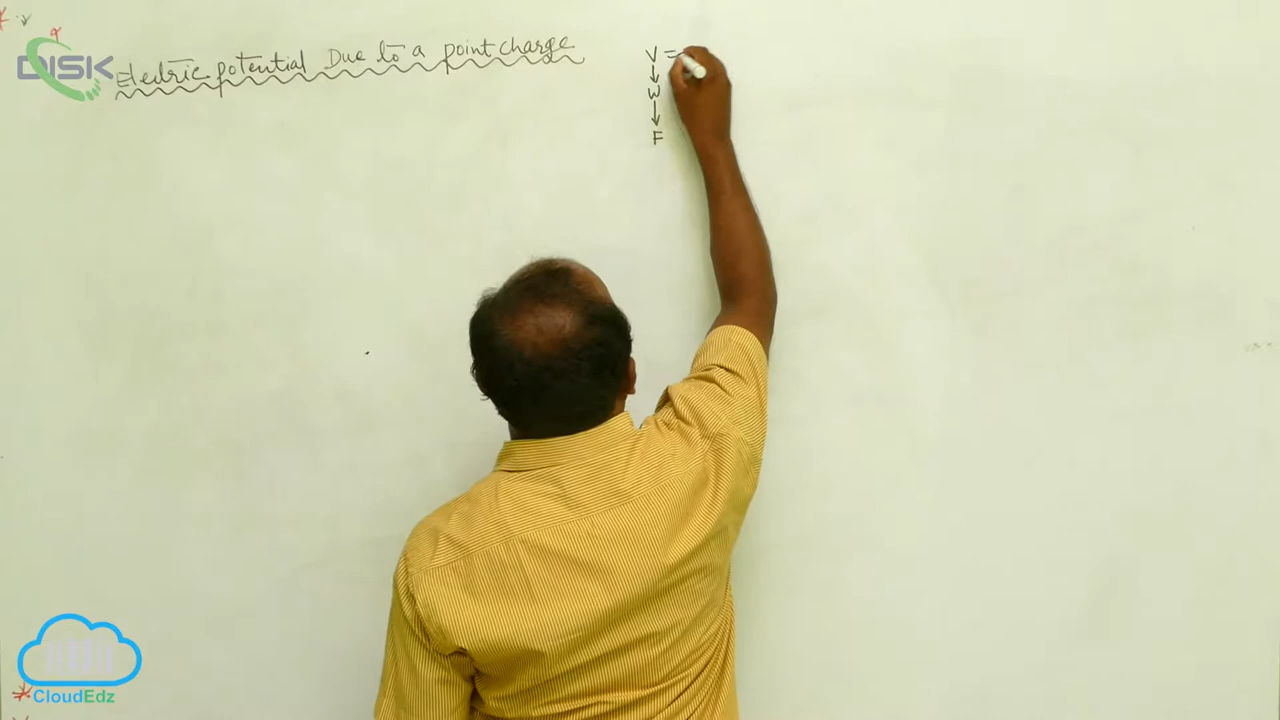 DISK
Electric potential Due to a point charge
V =
↓
W
↓
F
CloudEdz